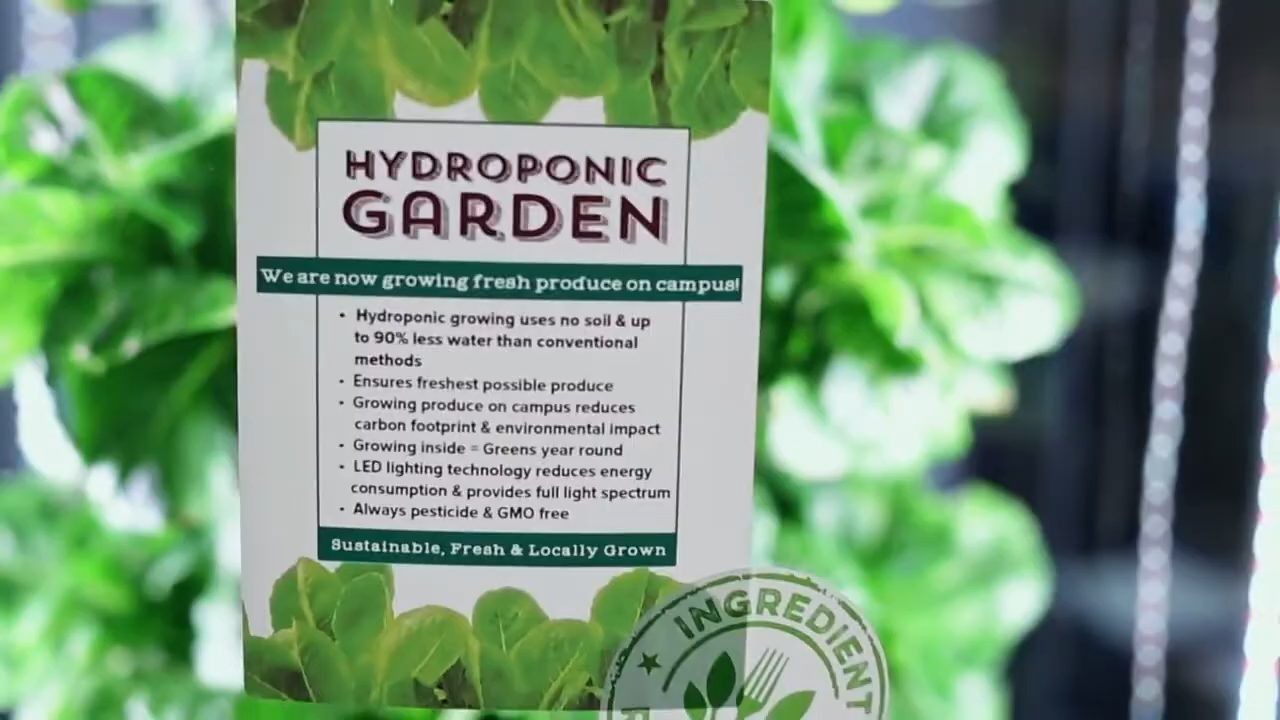 HYDROPONIC
GARDEN
We are now growing fresh produce on campus!
• Hydroponic growing uses no soil & up
to 90% less water than conventional
methods
• Ensures freshest possible produce
• Growing produce on campus reduces
carbon footprint & environmental impact
• Growing inside = Greens year round
• LED lighting technology reduces energy
consumption & provides full light spectrum
• Always pesticide & GMO free
Sustainable, Fresh & Locally Grown
INGREDIENT